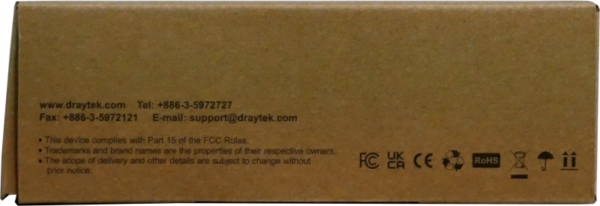 www.draytek.com Tel: +886-3-5972727
Fax: +886-3-5972121 E-mail: support@draytek.com
• This device complies with Part 15 of the FCC Rules.
• Trademarks and brand names are the properties of their respective owners.
• The scope of delivery and other details are subject to change without
prior notice.
FC UK CA CE RoHS